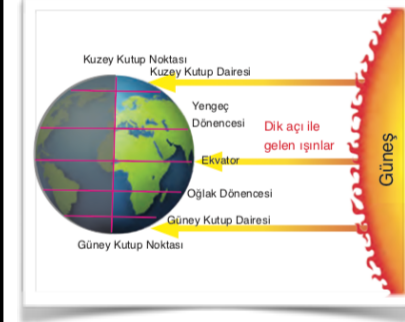 Kuzey Kutup Noktası
Kuzey Kutup Dairesi
Yengeç
Dönencesi
Dik açı ile
gelen ışınlar
Ekvator
Oğlak Dönencesi
Güney Kutup Dairesi
Güney Kutup Noktası
Güneş